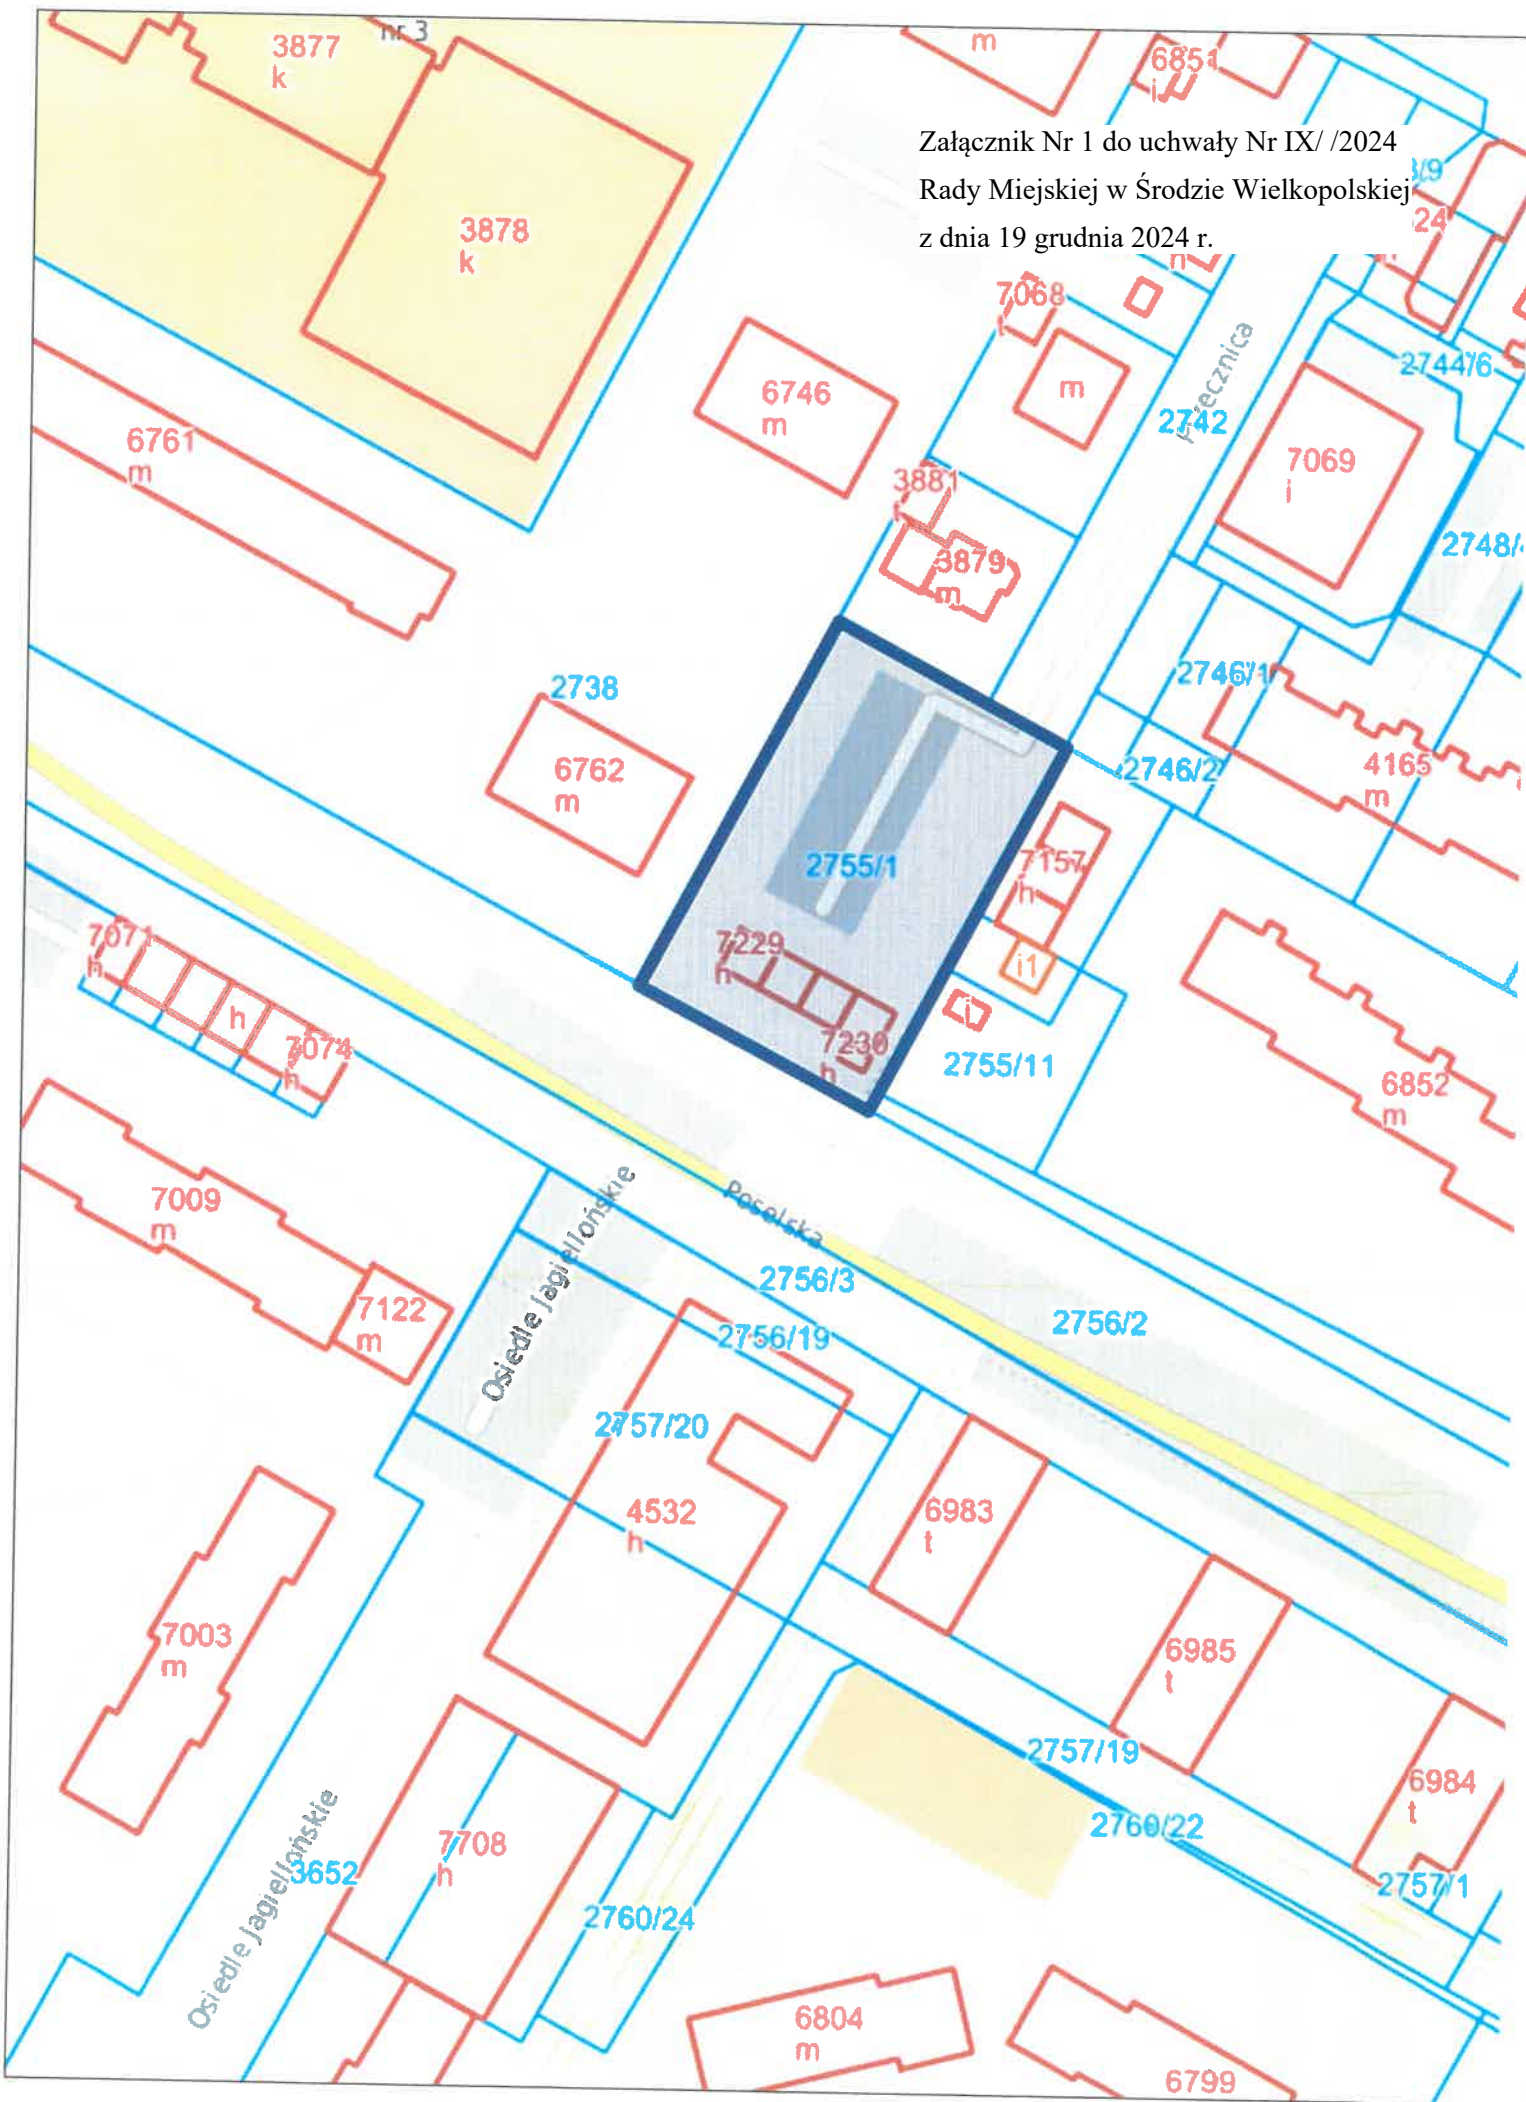 nr 3
3877
k
m
6851
i
Załącznik Nr 1 do uchwały Nr IX/ /2024
Rady Miejskiej w Środzie Wielkopolskiej
z dnia 19 grudnia 2024 r.
3/9
24
3878
k
h
7068
t
2744/6
6746
m
m
2742
6761
m
7069
i
3881
t
2748/
3879
m
2746/1
2738
6762
m
2746/2
4165
m
2755/1
7157
h
7229
h
i1
7071
h
h
7074
h
i
7230
h
2755/11
6852
m
7009
m
Osiedle Jagiellońskie
Poselska
2756/3
2756/2
7122
m
2756/19
2757/20
4532
h
6983
t
7003
m
6985
t
2757/19
6984
t
2760/22
Osiedle Jagiellońskie
3652
7708
h
2757/1
2760/24
6804
m
6799